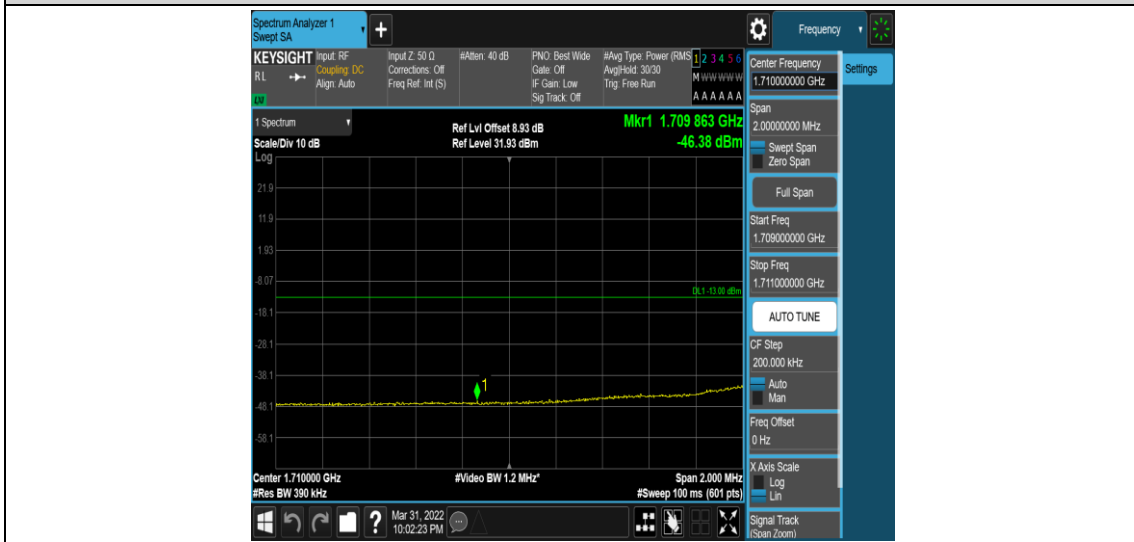 Spectrum Analyzer 1
Swept SA
+
Frequency
KEYSIGHT
RL
LXI
Input: RF
Coupling: DC
Align: Auto
Input Z: 50 Ω
Corrections: Off
Freq Ref: Int (S)
#Atten: 40 dB
PNO: Best Wide
Gate: Off
IF Gain: Low
Sig Track: Off
#Avg Type: Power (RMS
Avg|Hold: 30/30
Trig: Free Run
1 2 3 4 5 6
M W W W W W
A A A A A A
1 Spectrum
Scale/Div 10 dB
Log
Ref Lvl Offset 8.93 dB
Ref Level 31.93 dBm
Mkr1 1.709 863 GHz
-46.38 dBm
21.9
11.9
1.93
-8.07
DL1 -13.00 dBm
-18.1
-28.1
-38.1
1
-48.1
-58.1
Center 1.710000 GHz
#Video BW 1.2 MHz*
Span 2.000 MHz
#Res BW 390 kHz
#Sweep 100 ms (601 pts)
Center Frequency
1.710000000 GHz
Settings
Span
2.00000000 MHz
Swept Span
Zero Span
Full Span
Start Freq
1.709000000 GHz
Stop Freq
1.711000000 GHz
AUTO TUNE
CF Step
200.000 kHz
Auto
Man
Freq Offset
0 Hz
X Axis Scale
Log
Lin
Signal Track
(Span Zoom)
?
Mar 31, 2022
10:02:23 PM